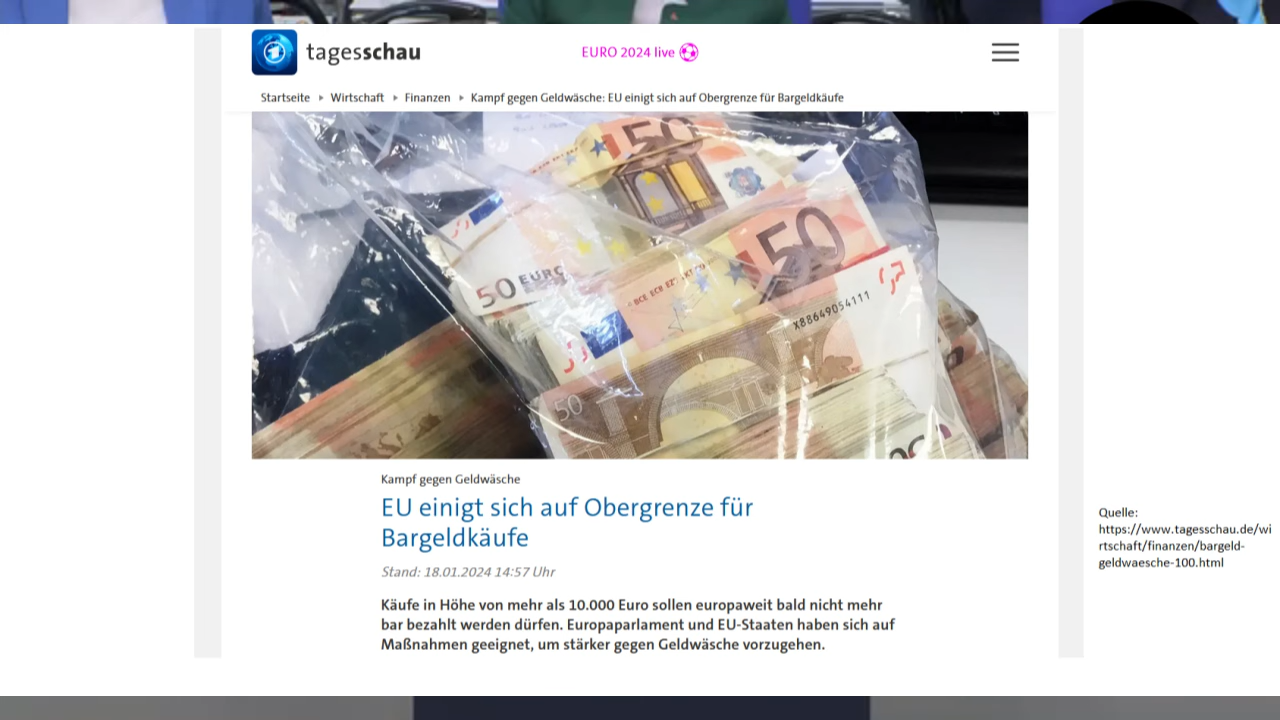 tagesschau
EURO 2024 live
Startseite
Wirtschaft
Finanzen
Kampf gegen Geldwäsche: EU einigt sich auf Obergrenze für Bargeldkäufe
50
50 EURO
50
BCE ECB EZ
X88649054111
50
Kampf gegen Geldwäsche
EU einigt sich auf Obergrenze für
Bargeldkäufe
Stand: 18.01.2024 14:57 Uhr
Käufe in Höhe von mehr als 10.000 Euro sollen europaweit bald nicht mehr
bar bezahlt werden dürfen. Europaparlament und EU-Staaten haben sich auf
Maßnahmen geeignet, um stärker gegen Geldwäsche vorzugehen.
Quelle:
https://www.tagesschau.de/wi
rtschaft/finanzen/bargeld-
geldwaesche-100.html